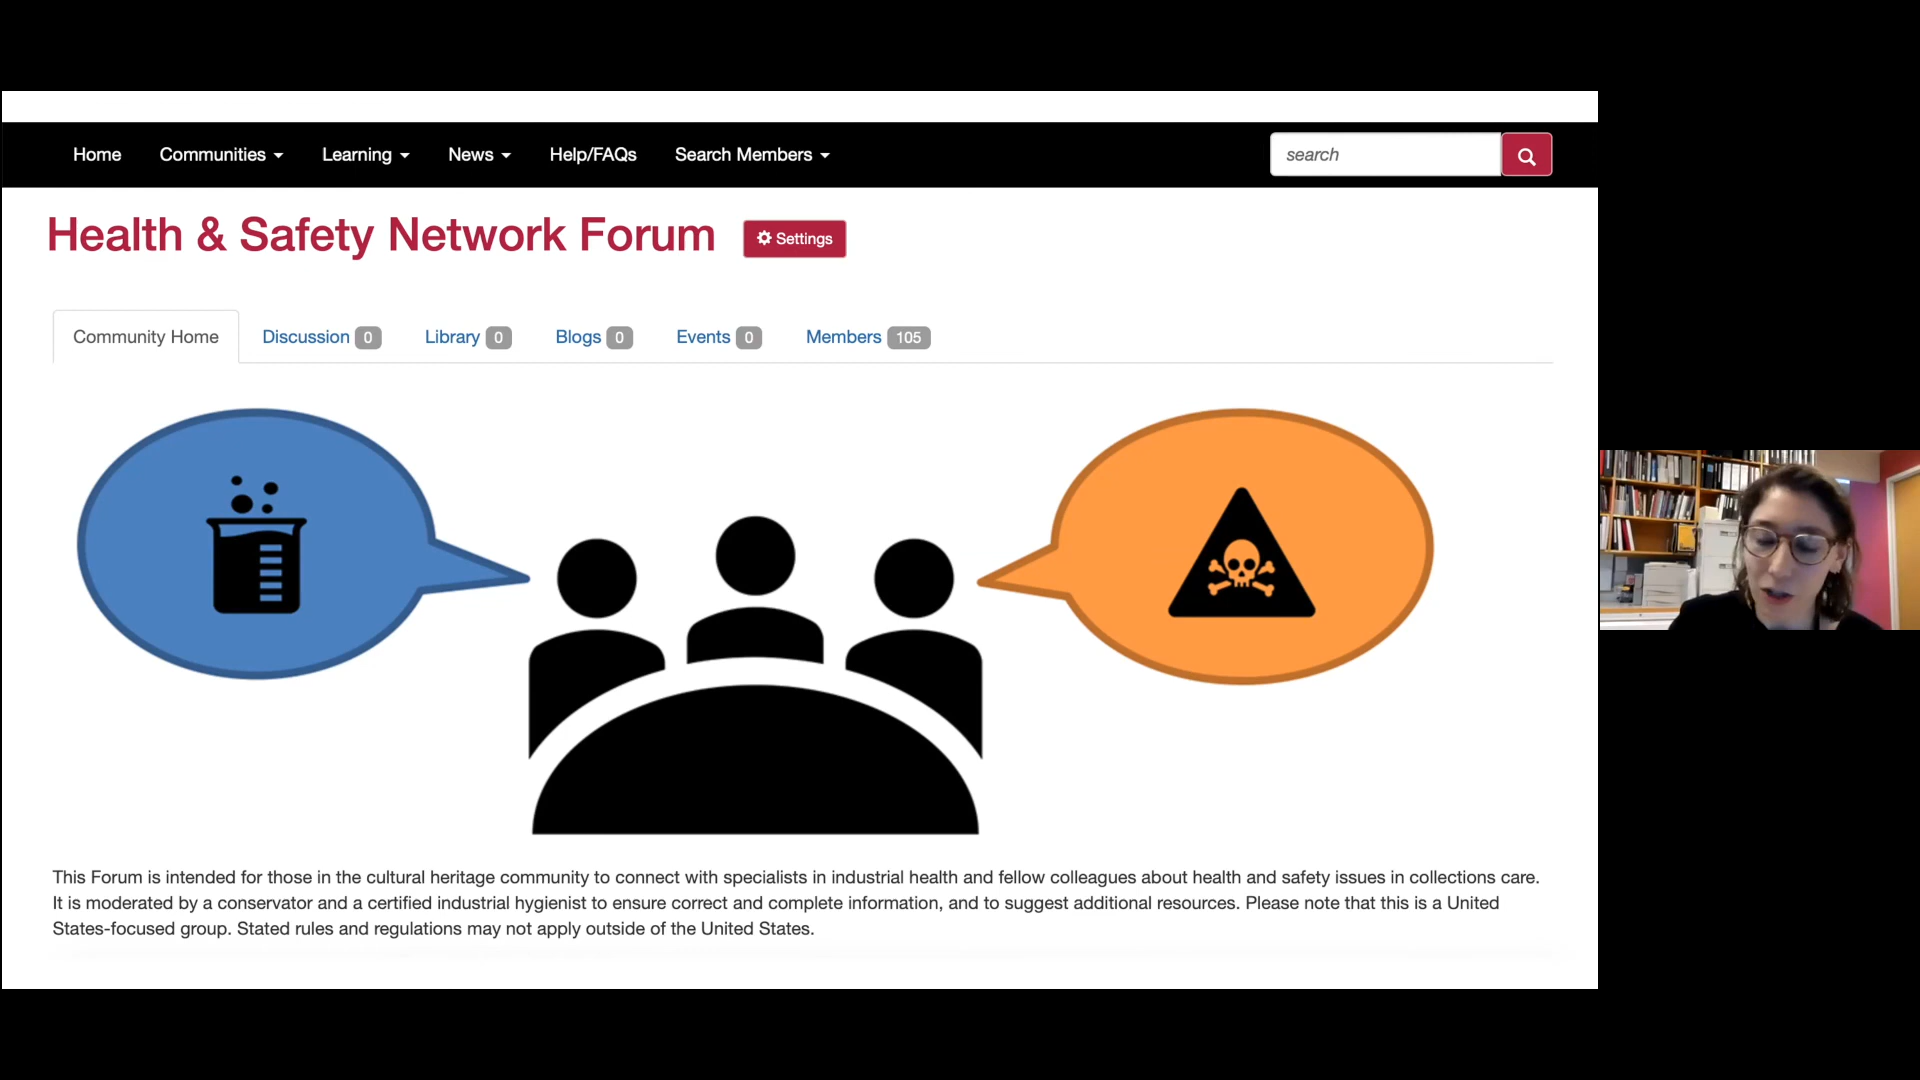 Home Communities Learning News Help/FAQs Search Members search
Health & Safety Network Forum Settings
Community Home Discussion 0 Library 0 Blogs 0 Events 0 Members 105
This Forum is intended for those in the cultural heritage community to connect with specialists in industrial health and fellow colleagues about health and safety issues in collections care.
It is moderated by a conservator and a certified industrial hygienist to ensure correct and complete information, and to suggest additional resources. Please note that this is a United
States-focused group. Stated rules and regulations may not apply outside of the United States.